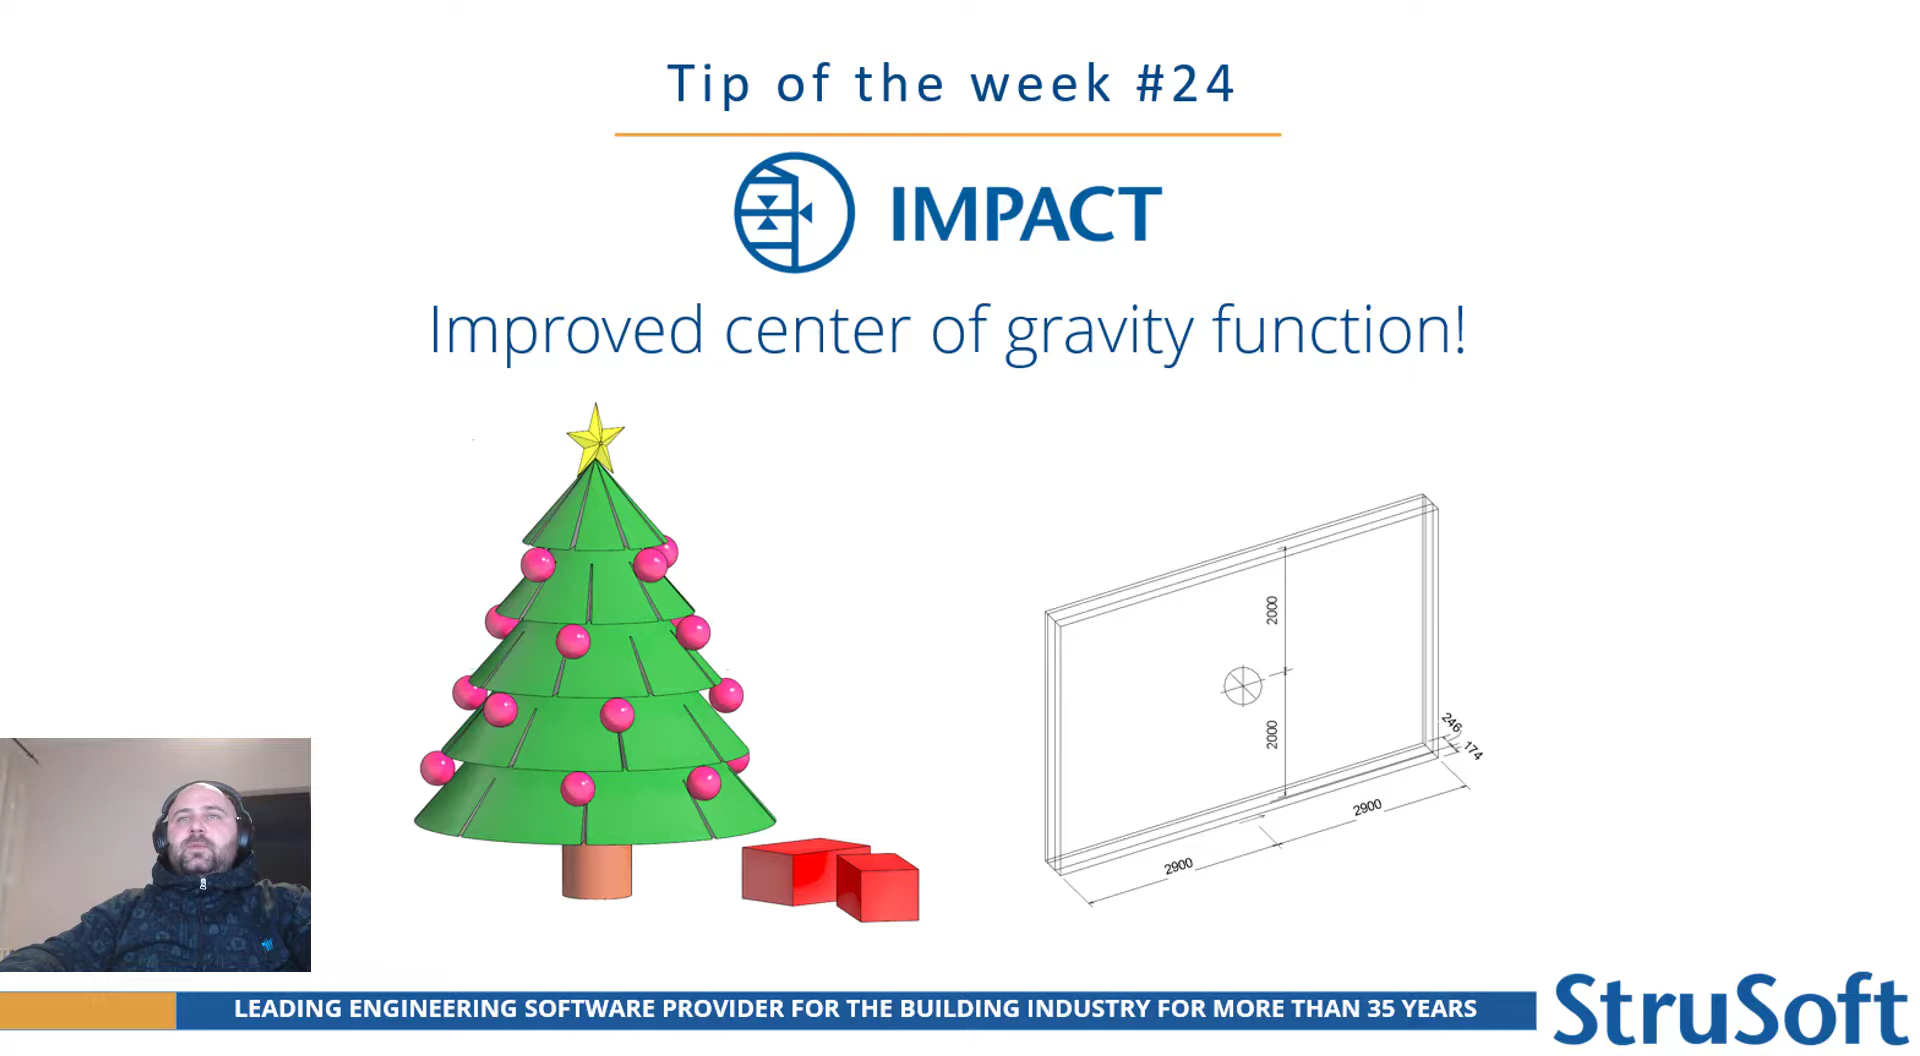 Tip of the week #24
IMPACT
Improved center of gravity function!
2000
2000
246
174
2900
2900
LEADING ENGINEERING SOFTWARE PROVIDER FOR THE BUILDING INDUSTRY FOR MORE THAN 35 YEARS
StruSoft